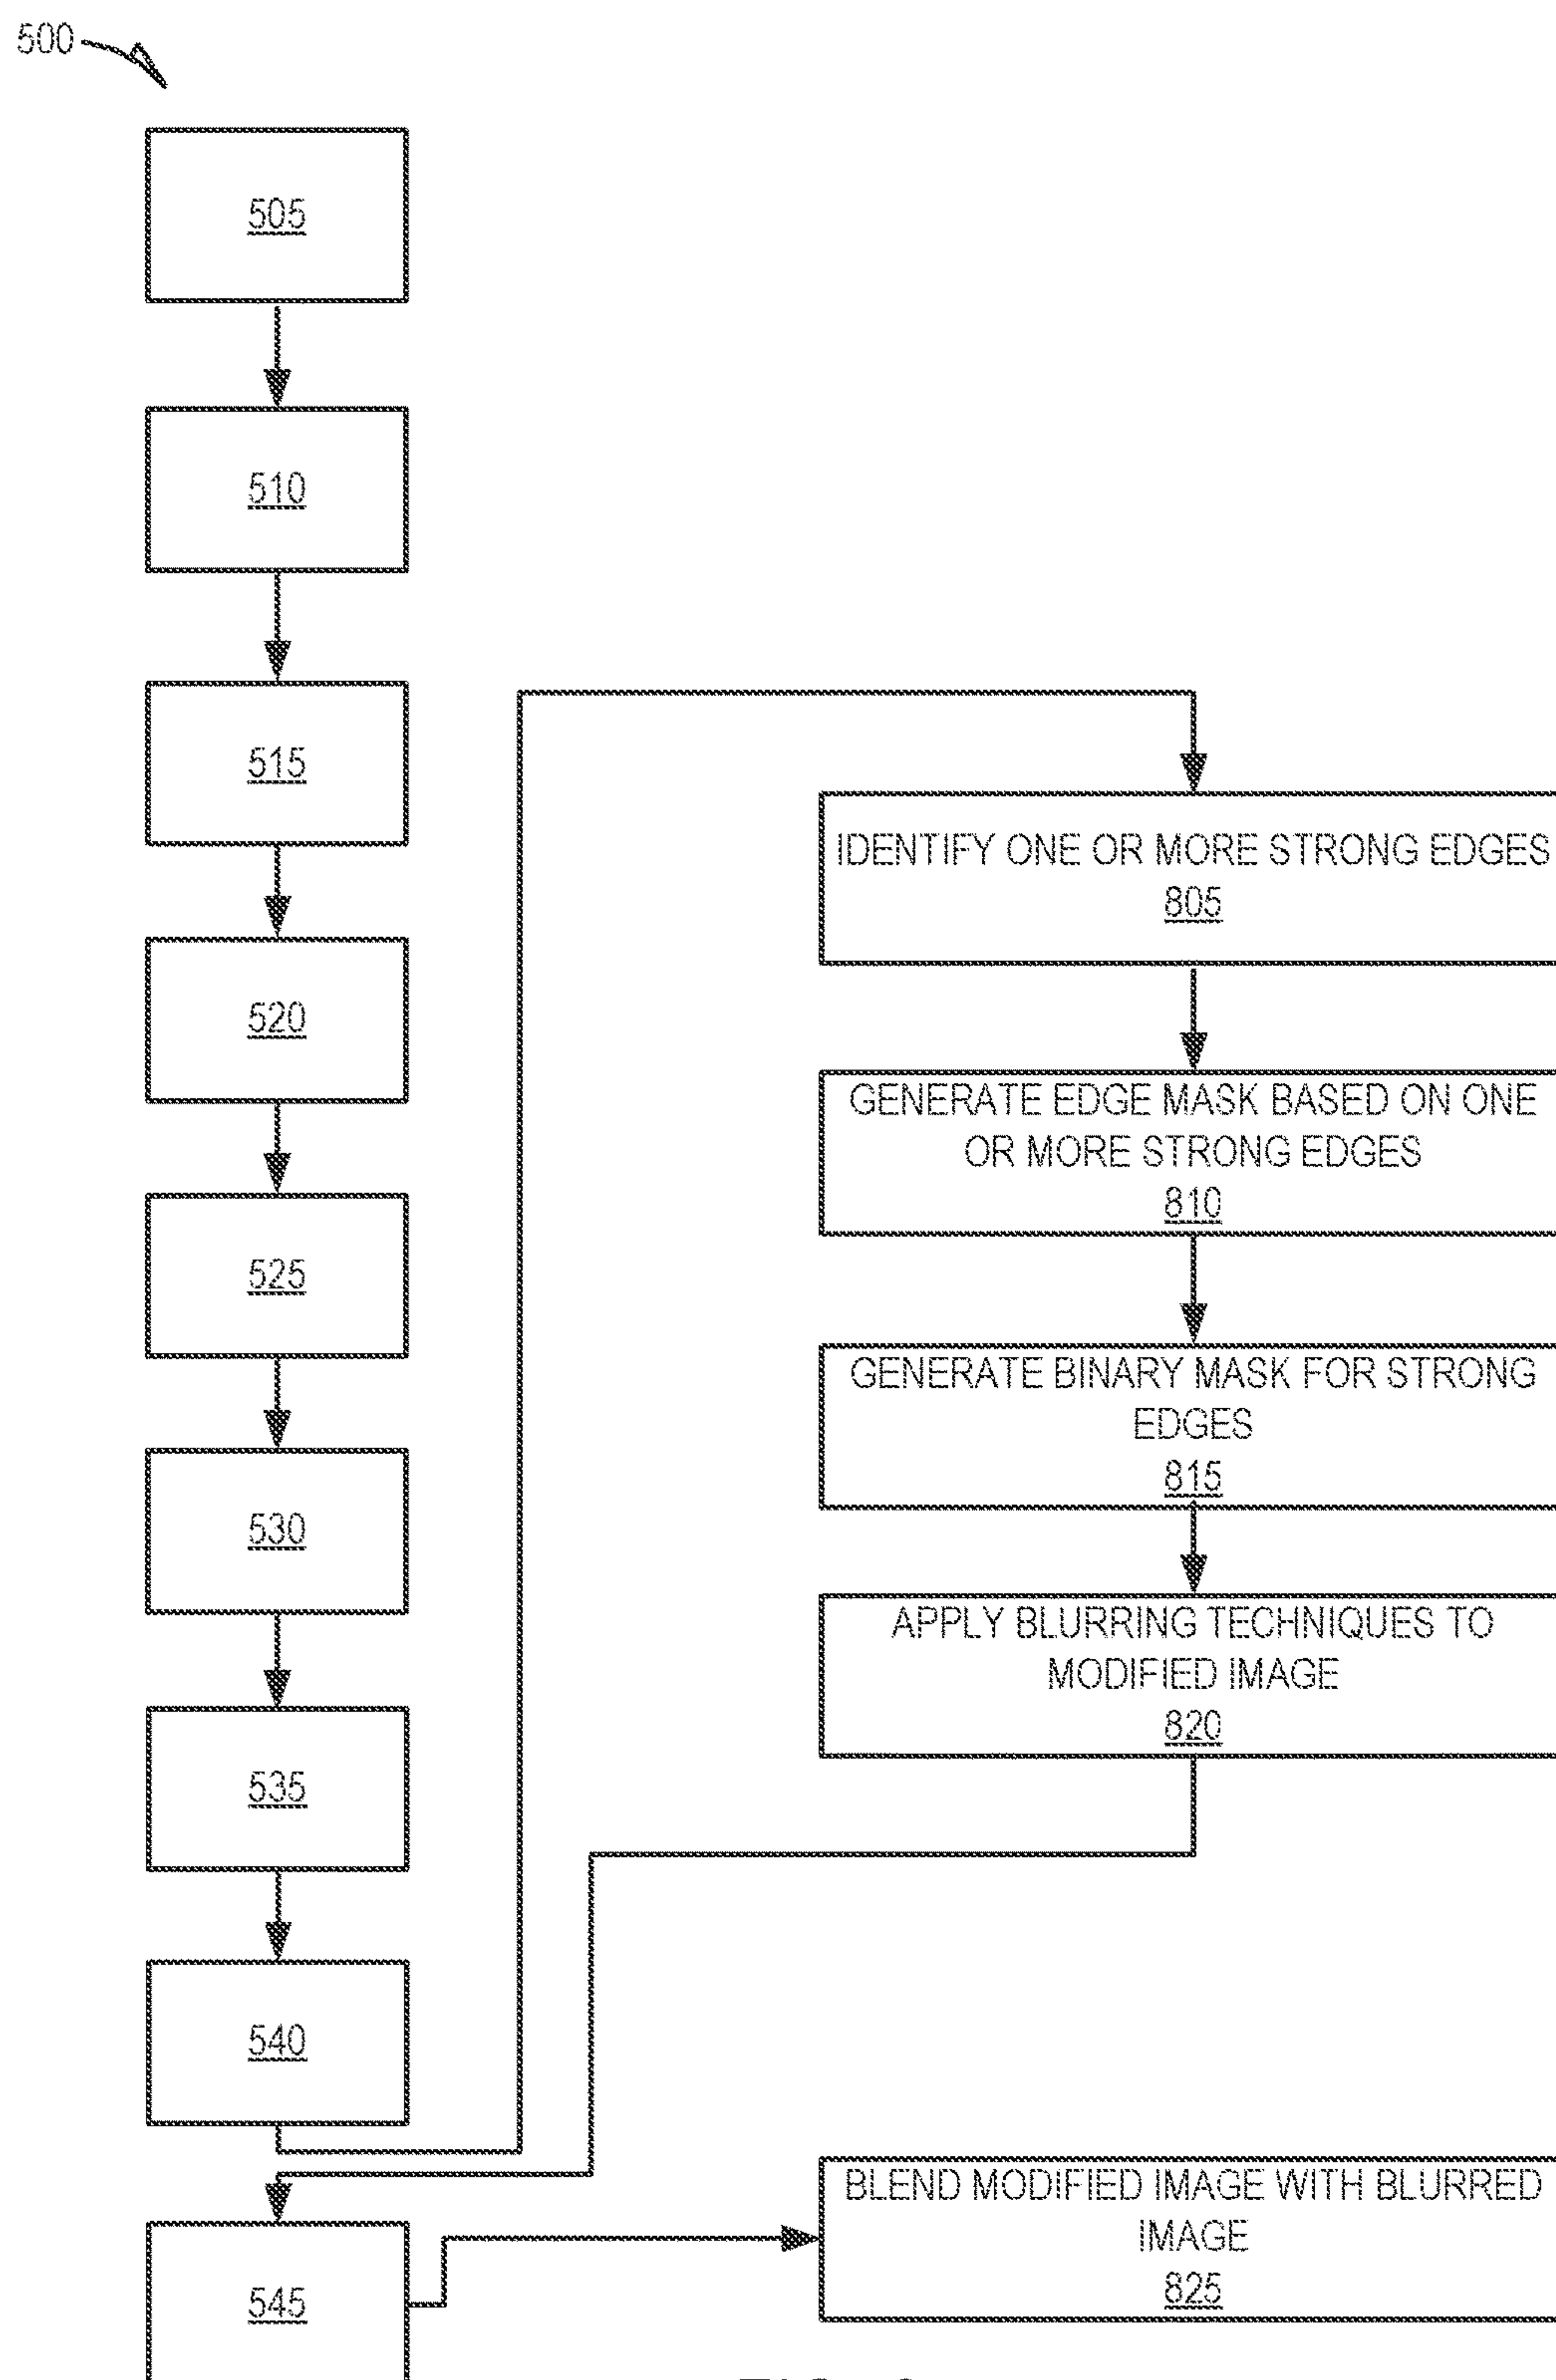 500
505
510
515
520
525
530
535
540
545
IDENTIFY ONE OR MORE STRONG EDGES
805
GENERATE EDGE MASK BASED ON ONE
OR MORE STRONG EDGES
810
GENERATE BINARY MASK FOR STRONG
EDGES
815
APPLY BLURRING TECHNIQUES TO
MODIFIED IMAGE
820
BLEND MODIFIED IMAGE WITH BLURRED
IMAGE
825